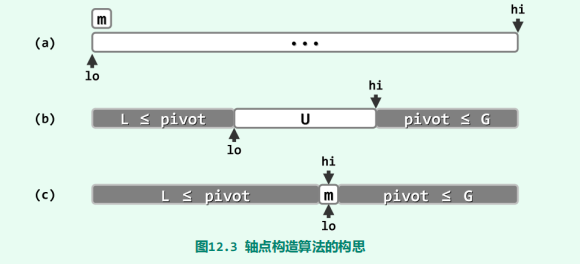 hi
m
(a)
...
lo
hi
(b) L ≤ pivot U pivot ≤ G
lo
hi
(c) L ≤ pivot m pivot ≤ G
lo
图12.3 轴点构造算法的构思